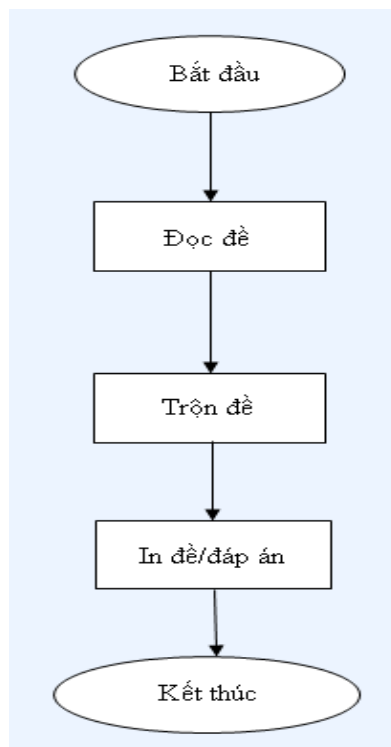 Bắt đầu
Đọc đề
Trộn đề
In đề/đáp án
Kết thúc